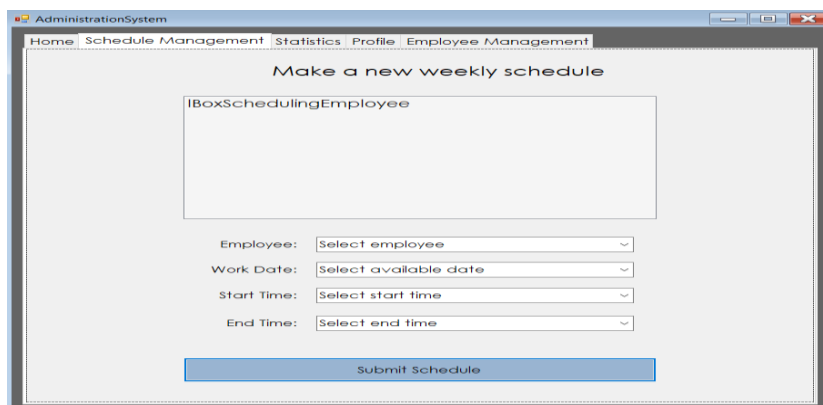 AdministrationSystem
Home Schedule Management Statistics Profile Employee Management
Make a new weekly schedule
lBoxSchedulingEmployee
Employee: Select employee
Work Date: Select available date
Start Time: Select start time
End Time: Select end time
Submit Schedule